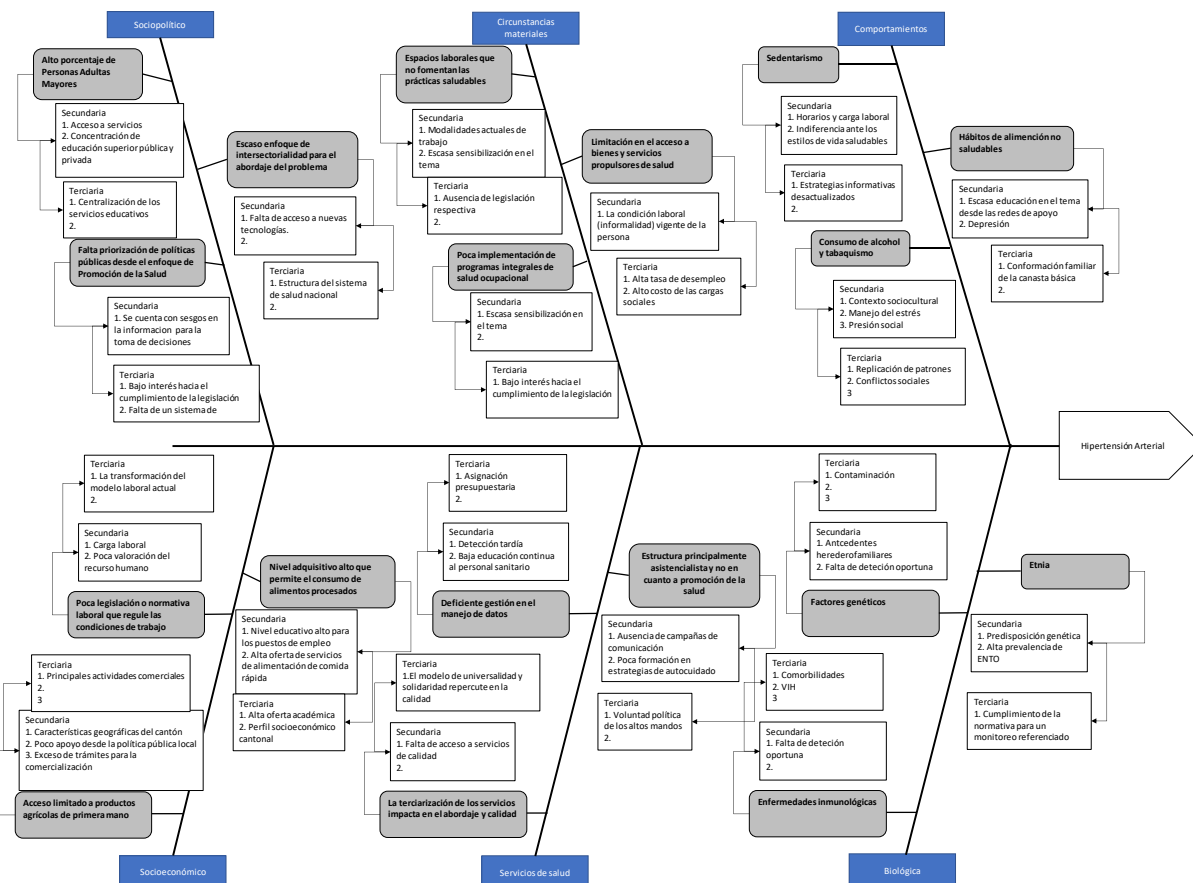 Sociopolítico
Alto porcentaje de
Personas Adultas
Mayores
Secundaria
1. Acceso a servicios
2. Concentración de
educación superior pública y
privada
Terciaria
1. Centralización de los
servicios educativos
2.
Escaso enfoque de
intersectorialidad para el
abordaje del problema
Secundaria
1. Falta de acceso a nuevas
tecnologías.
2.
Terciaria
1. Estructura del sistema
de salud nacional
2.
Falta priorización de políticas
públicas desde el enfoque de
Promoción de la Salud
Secundaria
1. Se cuenta con sesgos en
la informacion para la
toma de decisiones
Terciaria
1. Bajo interés hacia el
cumplimiento de la legislación
2. Falta de un sistema de
Circunstancias
materiales
Espacios laborales que
no fomentan las
prácticas saludables
Secundaria
1. Modalidades actuales de
trabajo
2. Escasa sensibilización en el
tema
Terciaria
1. Ausencia de legislación
respectiva
2.
Limitación en el acceso a
bienes y servicios
propulsores de salud
Secundaria
1. La condición laboral
(informalidad) vigente de la
persona
Terciaria
1. Alta tasa de desempleo
2. Alto costo de las cargas
sociales
Poca implementación de
programas integrales de
salud ocupacional
Secundaria
1. Escasa sensibilización en
el tema
2.
Terciaria
1. Bajo interés hacia el
cumplimiento de la legislación
Comportamientos
Sedentarismo
Secundaria
1. Horarios y carga laboral
2. Indiferencia ante los
estilos de vida saludables
Terciaria
1. Estrategias informativas
desactualizados
2.
Hábitos de alimención no
saludables
Secundaria
1. Escasa educación en el tema
desde las redes de apoyo
2. Depresión
Terciaria
1. Conformación familiar
de la canasta básica
2.
Consumo de alcohol
y tabaquismo
Secundaria
1. Contexto sociocultural
2. Manejo del estrés
3. Presión social
Terciaria
1. Replicación de patrones
2. Conflictos sociales
3
Hipertensión Arterial
Terciaria
1. La transformación del
modelo laboral actual
2.
Secundaria
1. Carga laboral
2. Poca valoración del
recurso humano
Poca legislación o normativa
laboral que regule las
condiciones de trabajo
Nivel adquisitivo alto que
permite el consumo de
alimentos procesados
Secundaria
1. Nivel educativo alto para
los puestos de empleo
2. Alta oferta de servicios
de alimentación de comida
rápida
Terciaria
1. Alta oferta académica
2. Perfil socioeconómico
cantonal
Terciaria
1. Principales actividades comerciales
2.
3
Secundaria
1. Características geográficas del cantón
2. Poco apoyo desde la política pública local
3. Exceso de trámites para la
comercialización
Acceso limitado a productos
agrícolas de primera mano
Socioeconómico
Terciaria
1. Asignación
presupuestaria
2.
Secundaria
1. Detección tardía
2. Baja educación continua
al personal sanitario
Deficiente gestión en el
manejo de datos
Estructura principalmente
asistencialista y no en
cuanto a promoción de la
salud
Secundaria
1. Ausencia de campañas de
comunicación
2. Poca formación en
estrategias de autocuidado
Terciaria
1. Voluntad política
de los altos mandos
2.
Terciaria
1.El modelo de universalidad y
solidaridad repercute en la
calidad
Secundaria
1. Falta de acceso a servicios
de calidad
2.
La terciarización de los servicios
impacta en el abordaje y calidad
Servicios de salud
Terciaria
1. Contaminación
2.
3
Secundaria
1. Antcedentes
herederofamiliares
2. Falta de deteción oportuna
Factores genéticos
Etnia
Secundaria
1. Predisposición genética
2. Alta prevalencia de
ENTO
Terciaria
1. Cumplimiento de la
normativa para un
monitoreo referenciado
Terciaria
1. Comorbilidades
2. VIH
3
Secundaria
1. Falta de deteción
oportuna
2.
Enfermedades inmunológicas
Biológica